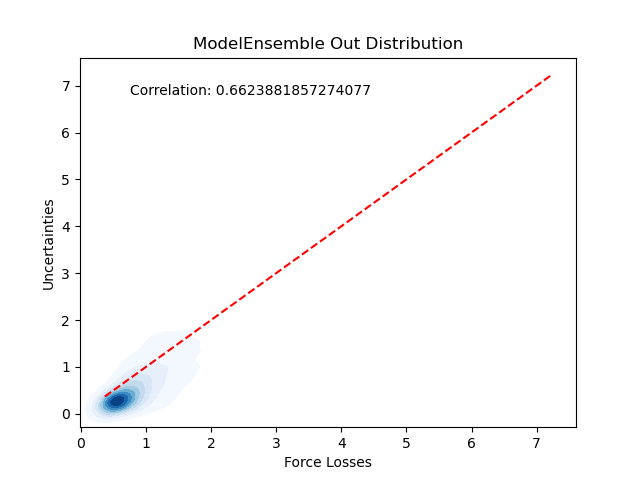 ModelEnsemble Out Distribution
Correlation: 0.6623881857274077
7
6
5
4
3
2
1
0
Uncertainties
0 1 2 3 4 5 6 7
Force Losses